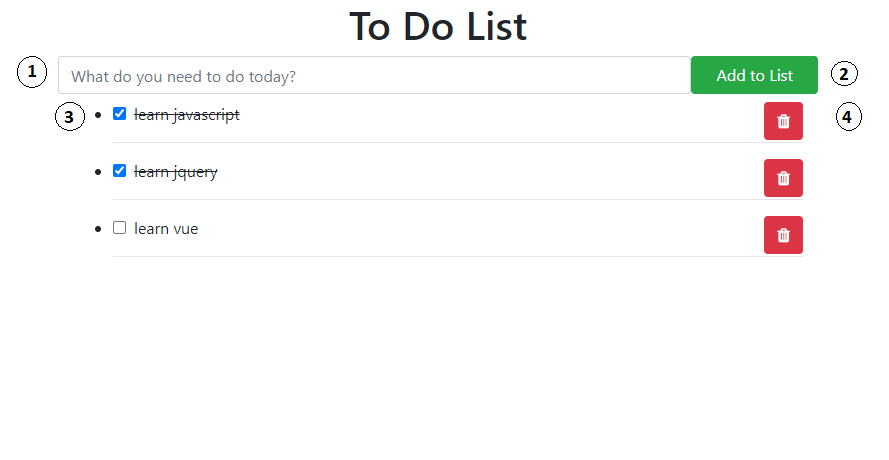 To Do List
1 What do you need to do today? Add to List 2
3 learn javascript 4
learn jquery
learn vue